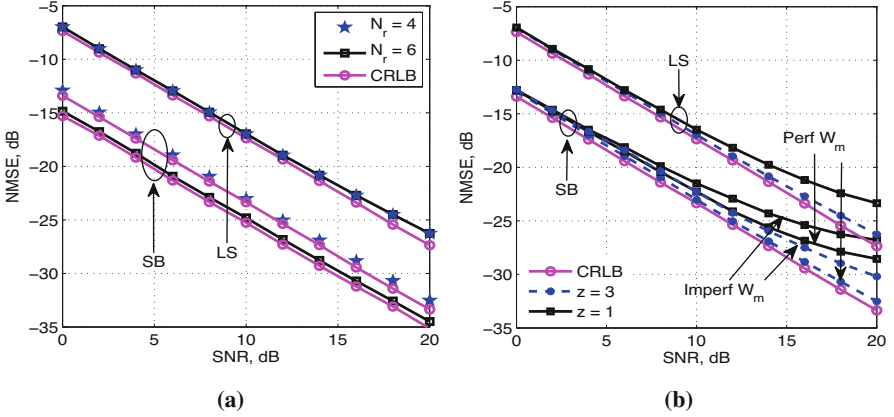 −5
−10
−15
−20
−25
−30
−35
NMSE, dB
0
5
10
15
20
SNR, dB
N_r = 4
N_r = 6
CRLB
SB
LS
(a)
−5
−10
−15
−20
−25
−30
−35
NMSE, dB
0
5
10
15
20
SNR, dB
LS
SB
Perf W_m
Imperf W_m
CRLB
z = 3
z = 1
(b)